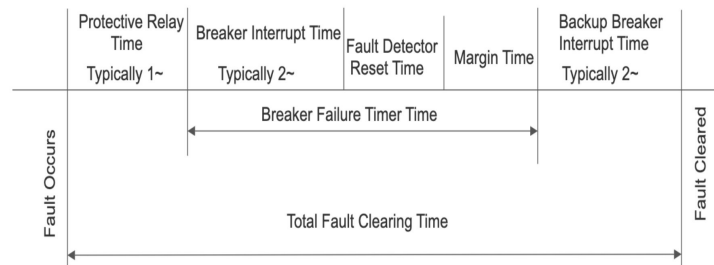 Protective Relay
Time
Typically 1~
Breaker Interrupt Time
Typically 2~
Fault Detector
Reset Time
Margin Time
Backup Breaker
Interrupt Time
Typically 2~
Breaker Failure Timer Time
Fault Occurs
Fault Cleared
Total Fault Clearing Time